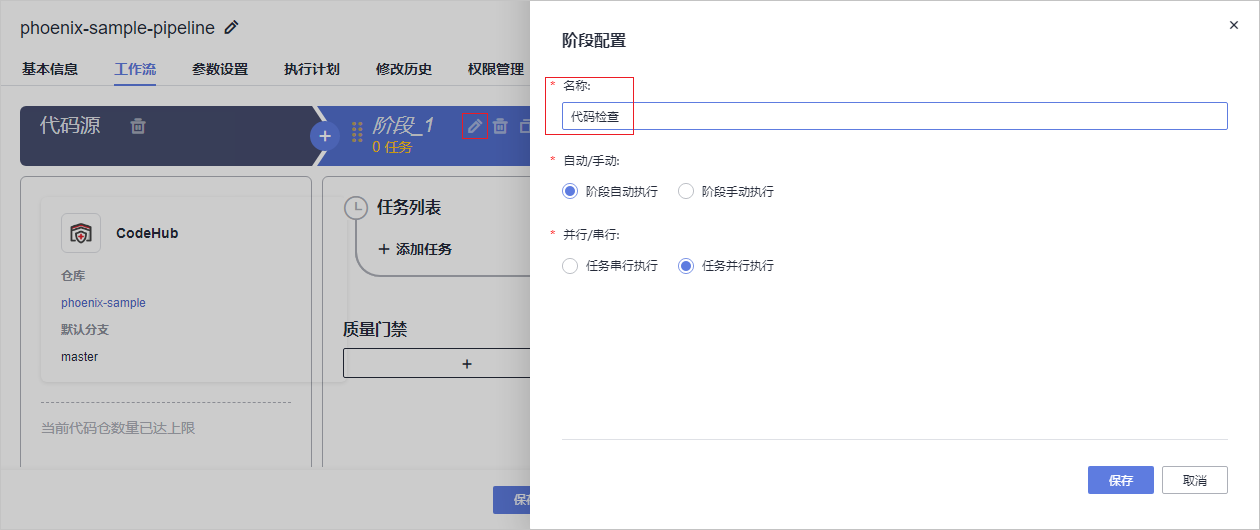 phoenix-sample-pipeline
基本信息 工作流 参数设置 执行计划 修改历史 权限管理
代码源
阶段_1
0 任务
CodeHub
仓库
phoenix-sample
默认分支
master
当前代码仓数量已达上限
任务列表
+ 添加任务
质量门禁
+
阶段配置
* 名称:
代码检查
* 自动/手动:
阶段自动执行 阶段手动执行
* 并行/串行:
任务串行执行 任务并行执行
保存 取消